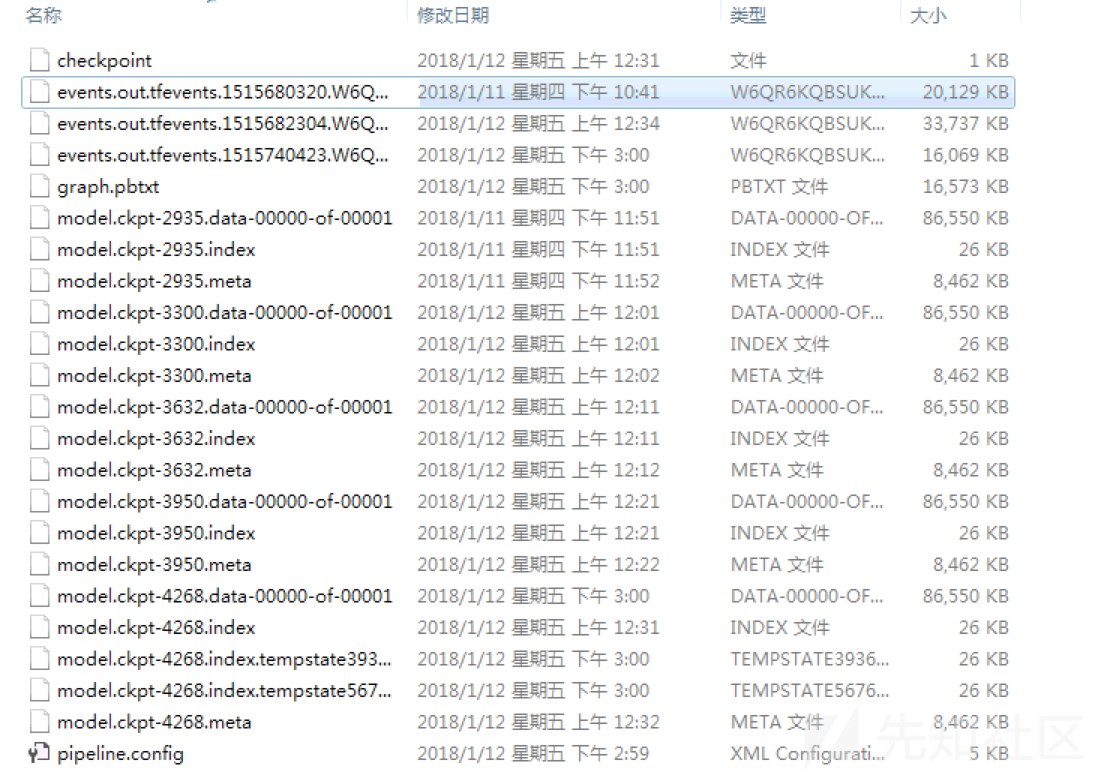 名称 修改日期 类型 大小
checkpoint 2018/1/12 星期五 上午 12:31 文件 1 KB
events.out.tfevents.1515680320.W6Q... 2018/1/11 星期四 下午 10:41 W6QR6KQBSUK... 20,129 KB
events.out.tfevents.1515682304.W6Q... 2018/1/12 星期五 上午 12:34 W6QR6KQBSUK... 33,737 KB
events.out.tfevents.1515740423.W6Q... 2018/1/12 星期五 下午 3:00 W6QR6KQBSUK... 16,069 KB
graph.pbtxt 2018/1/12 星期五 下午 3:00 PBTXT 文件 16,573 KB
model.ckpt-2935.data-00000-of-00001 2018/1/11 星期四 下午 11:51 DATA-00000-OF... 86,550 KB
model.ckpt-2935.index 2018/1/11 星期四 下午 11:51 INDEX 文件 26 KB
model.ckpt-2935.meta 2018/1/11 星期四 下午 11:52 META 文件 8,462 KB
model.ckpt-3300.data-00000-of-00001 2018/1/12 星期五 上午 12:01 DATA-00000-OF... 86,550 KB
model.ckpt-3300.index 2018/1/12 星期五 上午 12:01 INDEX 文件 26 KB
model.ckpt-3300.meta 2018/1/12 星期五 上午 12:02 META 文件 8,462 KB
model.ckpt-3632.data-00000-of-00001 2018/1/12 星期五 上午 12:11 DATA-00000-OF... 86,550 KB
model.ckpt-3632.index 2018/1/12 星期五 上午 12:11 INDEX 文件 26 KB
model.ckpt-3632.meta 2018/1/12 星期五 上午 12:12 META 文件 8,462 KB
model.ckpt-3950.data-00000-of-00001 2018/1/12 星期五 上午 12:21 DATA-00000-OF... 86,550 KB
model.ckpt-3950.index 2018/1/12 星期五 上午 12:21 INDEX 文件 26 KB
model.ckpt-3950.meta 2018/1/12 星期五 上午 12:22 META 文件 8,462 KB
model.ckpt-4268.data-00000-of-00001 2018/1/12 星期五 下午 3:00 DATA-00000-OF... 86,550 KB
model.ckpt-4268.index 2018/1/12 星期五 上午 12:31 INDEX 文件 26 KB
model.ckpt-4268.index.tempstate393... 2018/1/12 星期五 下午 3:00 TEMPSTATE3936... 26 KB
model.ckpt-4268.index.tempstate567... 2018/1/12 星期五 下午 3:00 TEMPSTATE5676... 26 KB
model.ckpt-4268.meta 2018/1/12 星期五 上午 12:32 META 文件 8,462 KB
pipeline.config 2018/1/12 星期五 下午 2:59 XML Configurati... 5 KB
先知社区